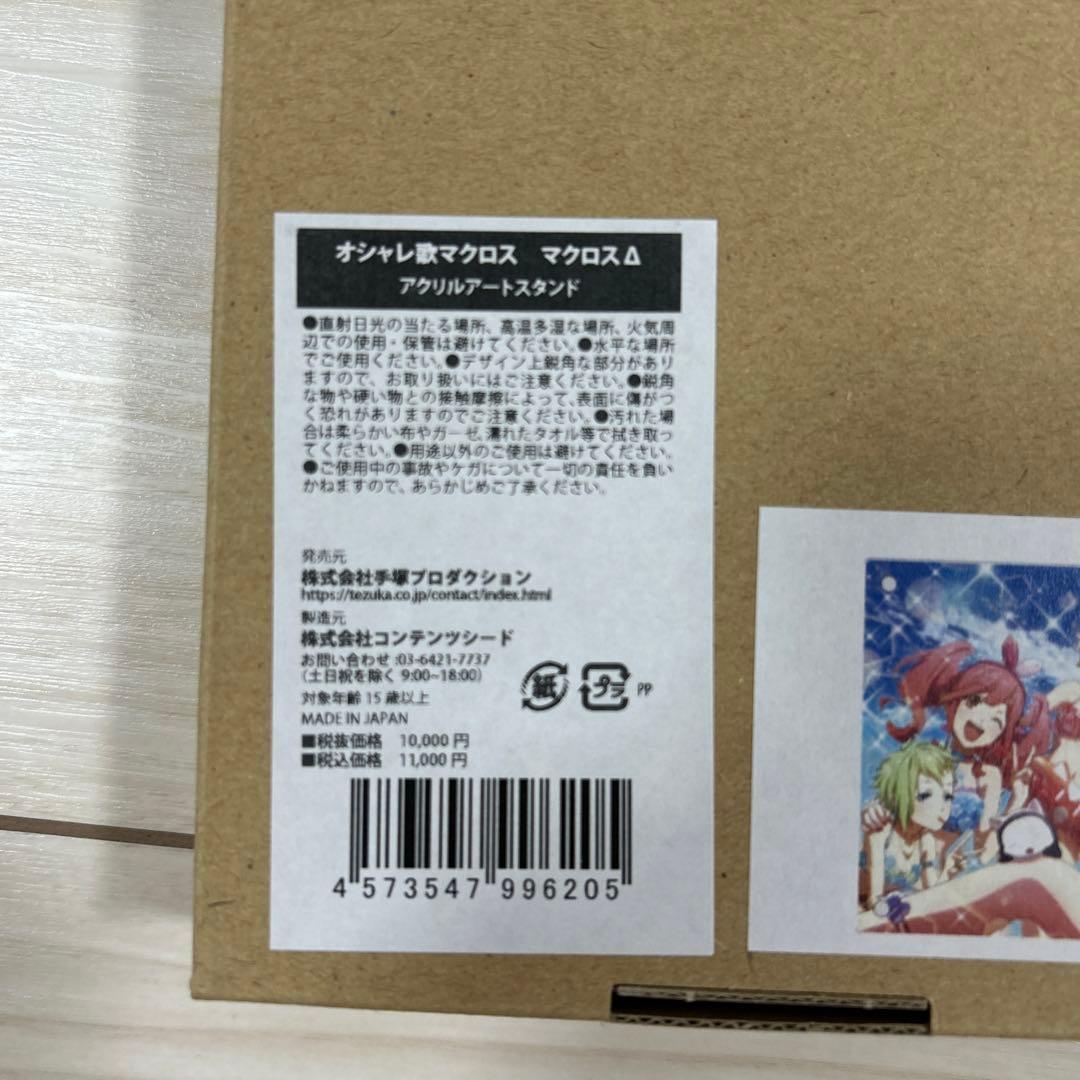 オシャレ歌マクロス　マクロスΔ
アクリルアートスタンド
●直射日光の当たる場所、高温多湿な場所、火気周
辺での使用・保管は避けてください。●水平な場所
でご使用ください。●デザイン上鋭角な部分があり
ますので、お取り扱いにはご注意ください。●鋭角
な物や硬い物との接触摩擦によって、表面に傷がつ
く恐れがありますのでご注意ください。●汚れた場
合は柔らかい布やガーゼ、濡れたタオル等で拭き取っ
てください。●用途以外のご使用は避けてください。
●ご使用中の事故やケガについて一切の責任を負い
かねますので、あらかじめご了承ください。
発売元
株式会社手塚プロダクション
https://tezuka.co.jp/contact/index.html
製造元
株式会社コンテンツシード
お問い合わせ:03-6421-7737
（土日祝を除く 9:00~18:00）
対象年齢 15 歳以上
MADE IN JAPAN
紙 プラ PP
■税抜価格　10,000 円
■税込価格　11,000 円
4 573547 996205